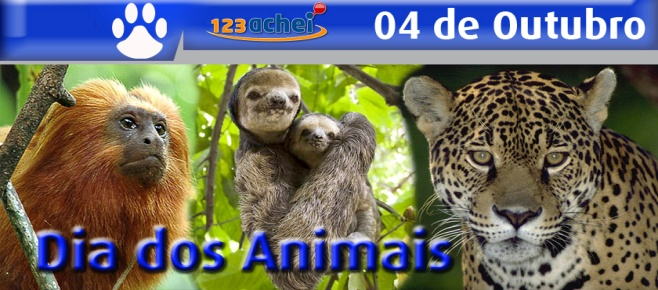 123achei
04 de Outubro
Dia dos Animais